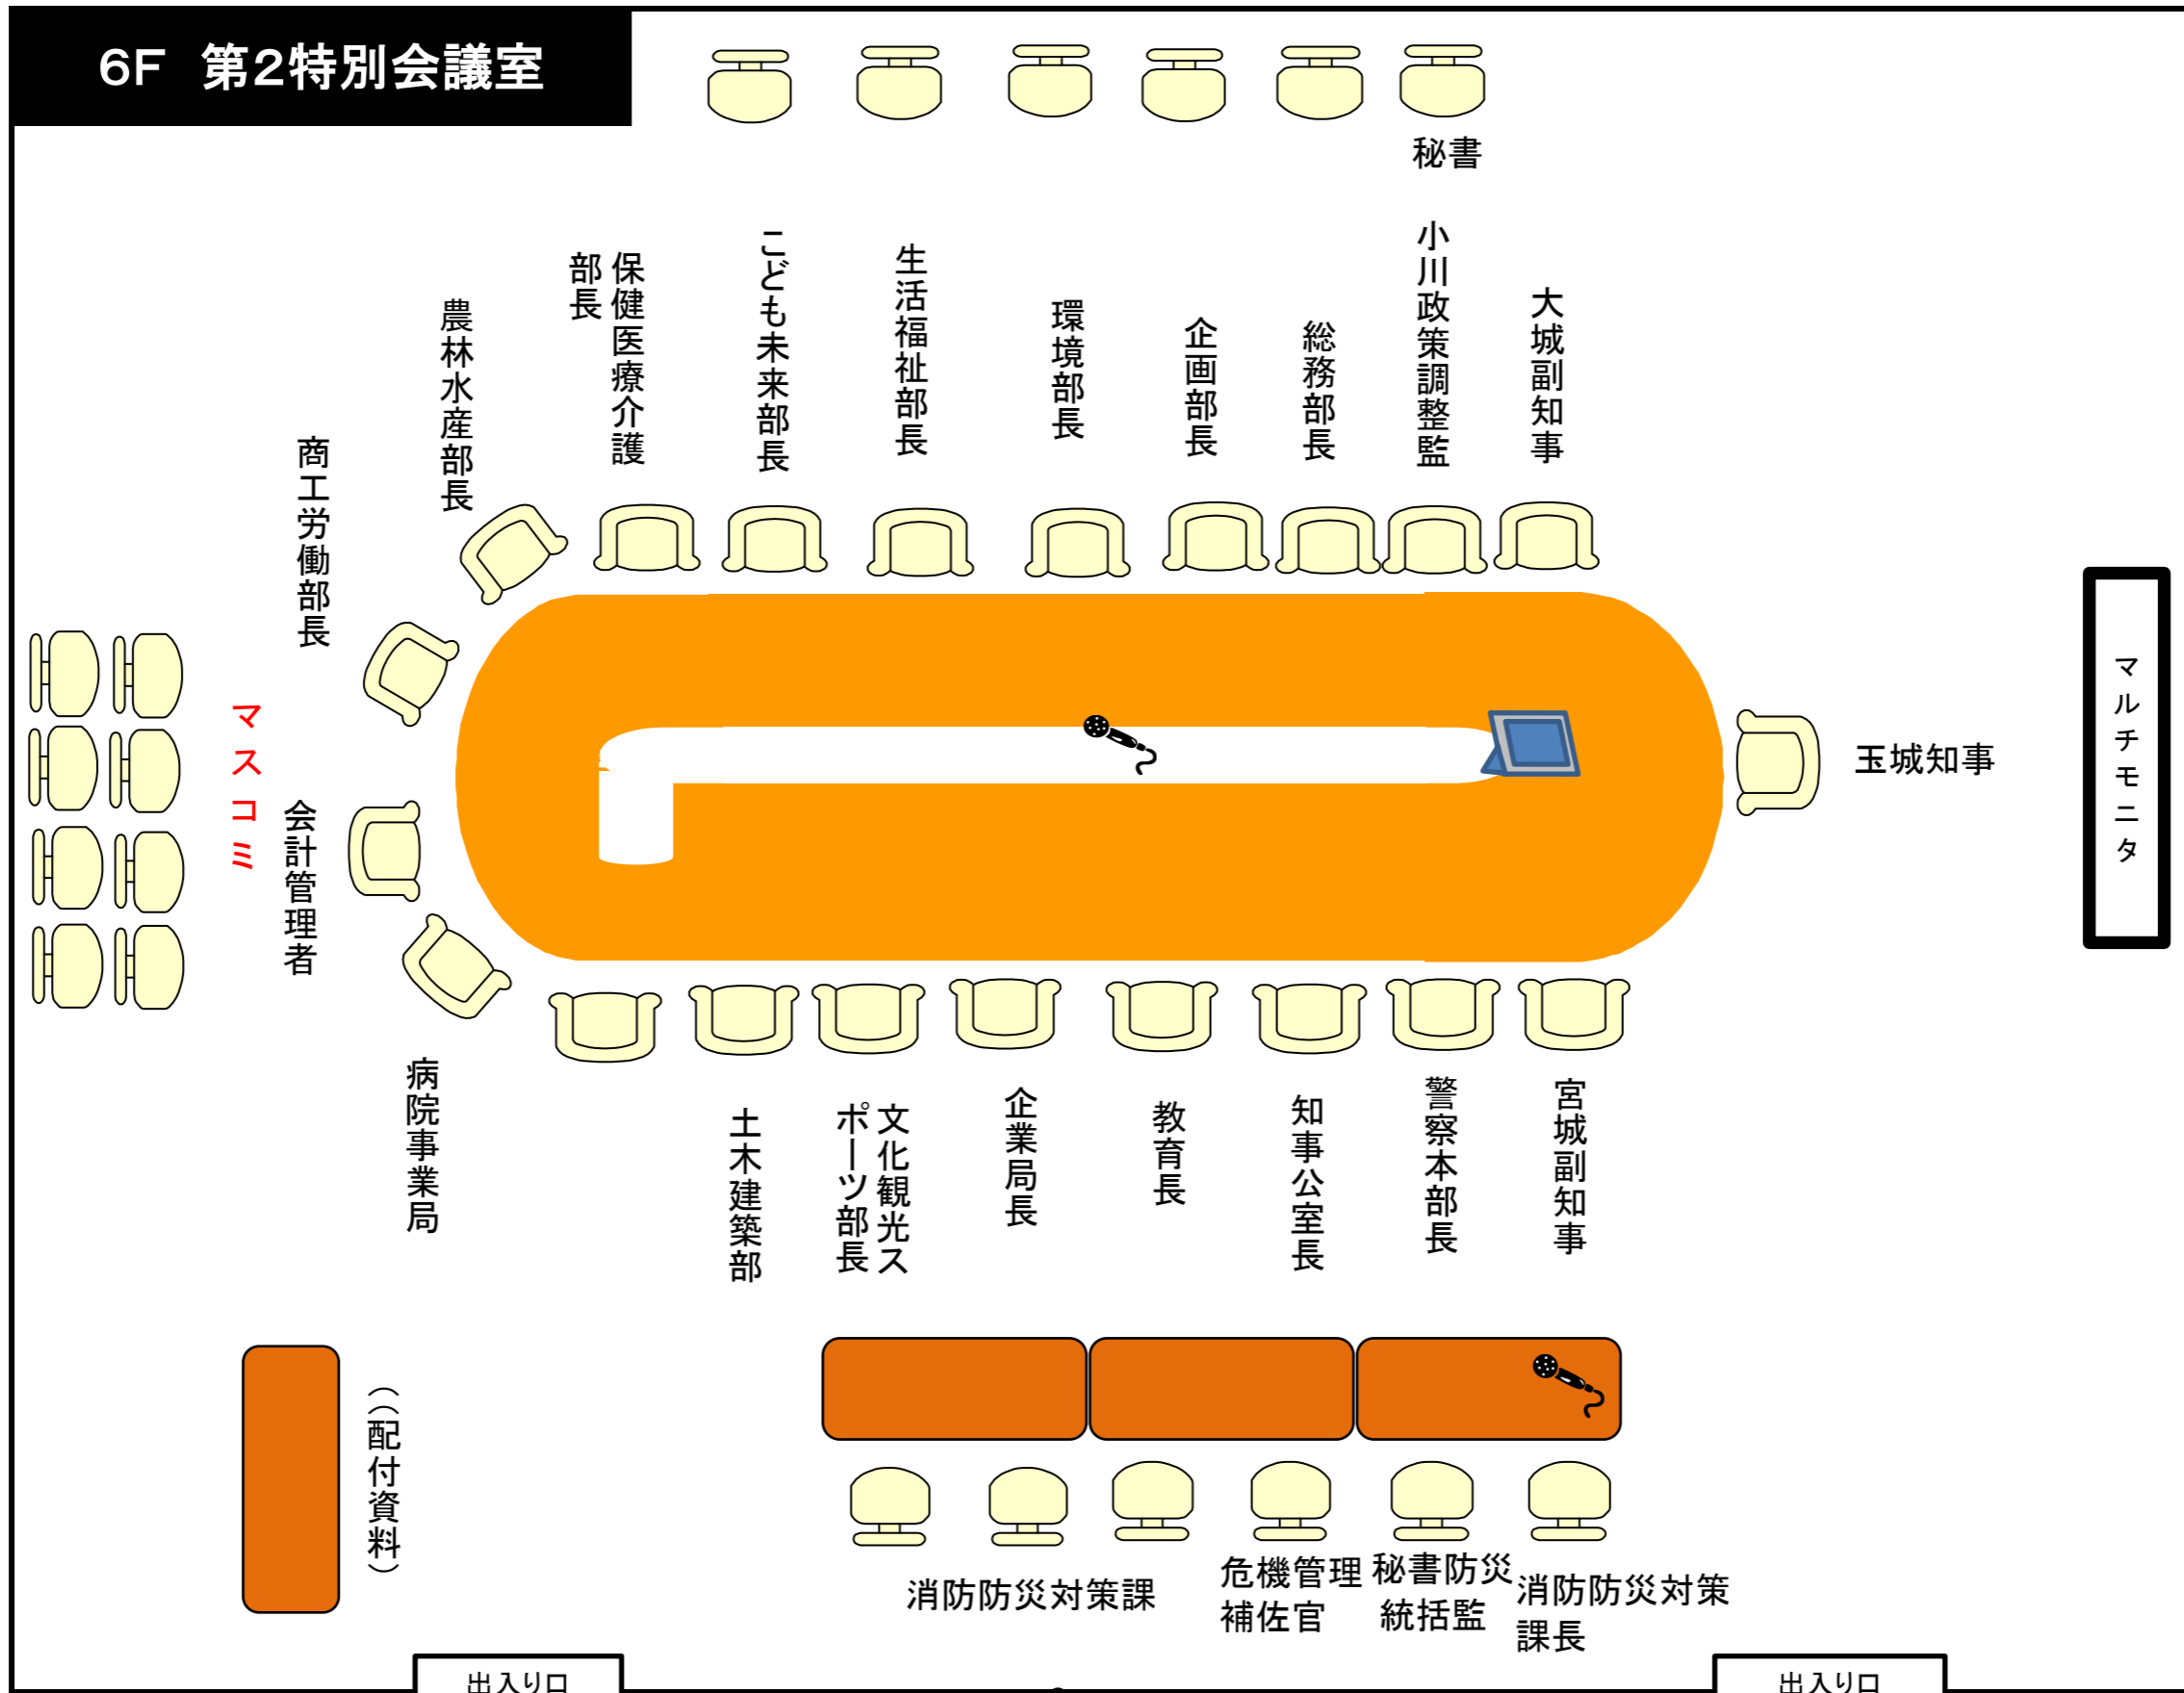 6F 第2特別会議室
秘書
大城副知事
小川政策調整監
総務部長
企画部長
環境部長
生活福祉部長
こども未来部長
保健医療介護
部長
農林水産部長
商工労働部長
マスコミ
会計管理者
玉城知事
マルチモニタ
病院事業局
土木建築部
文化観光ス
ポーツ部長
企業局長
教育長
知事公室長
警察本部長
宮城副知事
((配付資料)
消防防災対策課
危機管理
補佐官
秘書防災
統括監
消防防災対策
課長
出入り口
出入り口